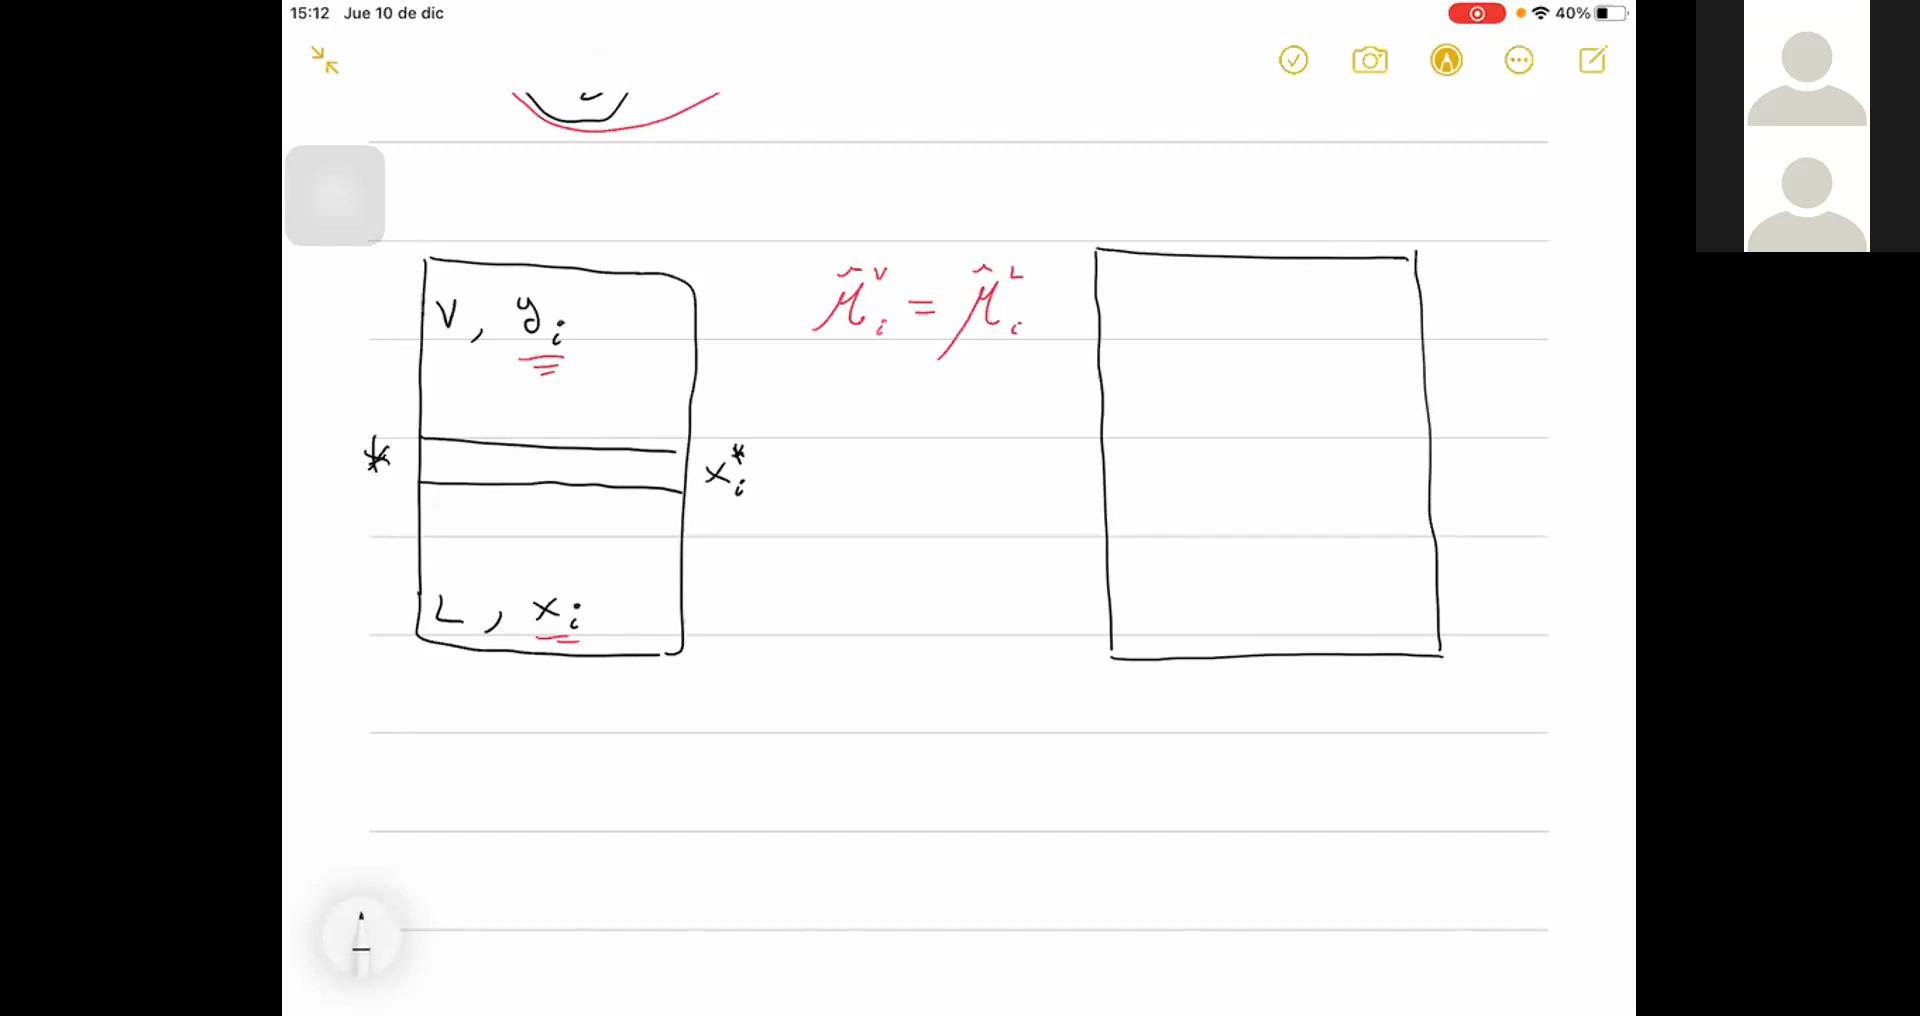 15:12 Jue 10 de dic 40%
V, yᵢ
μ̂ᵢⱽ = μ̂ᵢᴸ
* xᵢ*
L, xᵢ